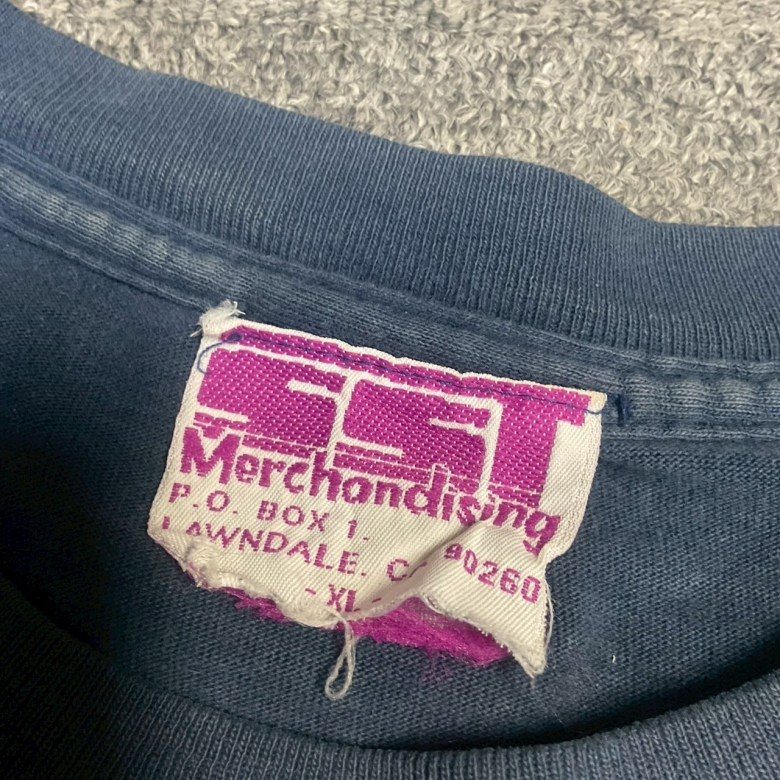 SST
Merchandising
P.O. BOX 1.
LAWNDALE. CA 90260
- XL -